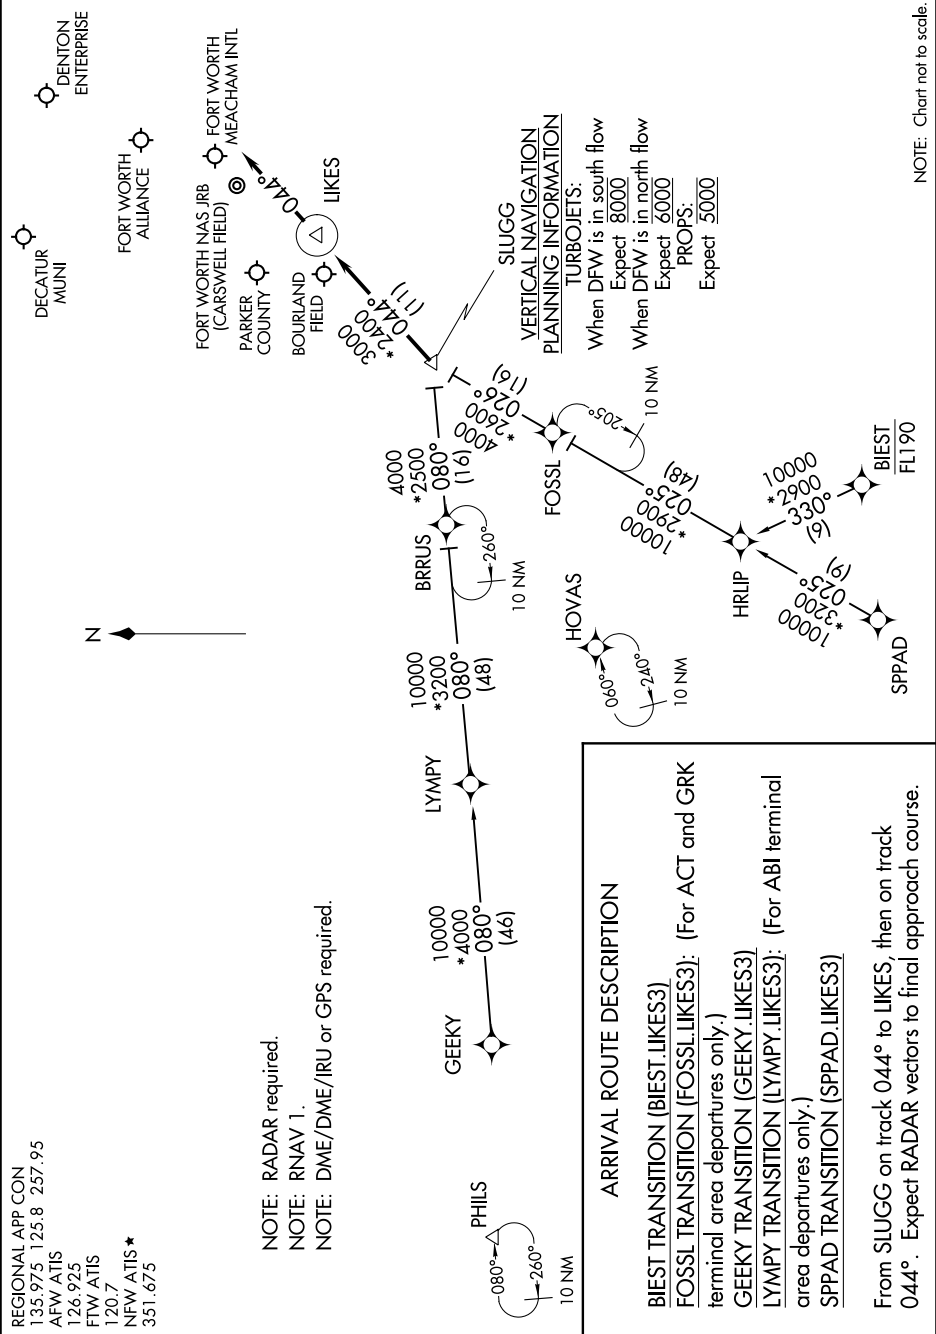 REGIONAL APP CON
135.975 125.8 257.95
AFW ATIS
126.925
FTW ATIS
120.7
NFW ATIS ★
351.675
NOTE: RADAR required.
NOTE: RNAV 1.
NOTE: DME/DME/IRU or GPS required.
N
DECATUR
MUNI
DENTON
ENTERPRISE
FORT WORTH
ALLIANCE
FORT WORTH
MEACHAM INTL
FORT WORTH NAS JRB
(CARSWELL FIELD)
PARKER
COUNTY
BOURLAND
FIELD
LIKES
044°
3000
*2400
044°
(11)
SLUGG
VERTICAL NAVIGATION
PLANNING INFORMATION
TURBOJETS:
When DFW is in south flow
Expect 8000
When DFW is in north flow
Expect 6000
PROPS:
Expect 5000
PHILS
080°
260°
10 NM
GEEKY
10000
*4000
080°
(46)
LYMPY
10000
*3200
080°
(48)
BRRUS
260°
10 NM
4000
*2500
080°
(16)
4000
*2600
026°
(16)
FOSSL
205°
10 NM
10000
*2900
025°
(48)
HOVAS
060°
240°
10 NM
HRLIP
10000
*2900
330°
(9)
BIEST
FL190
10000
*3200
025°
(9)
SPPAD
ARRIVAL ROUTE DESCRIPTION
BIEST TRANSITION (BIEST.LIKES3)
FOSSL TRANSITION (FOSSL.LIKES3): (For ACT and GRK
terminal area departures only.)
GEEKY TRANSITION (GEEKY.LIKES3)
LYMPY TRANSITION (LYMPY.LIKES3): (For ABI terminal
area departures only.)
SPPAD TRANSITION (SPPAD.LIKES3)
From SLUGG on track 044° to LIKES, then on track
044°. Expect RADAR vectors to final approach course.
NOTE: Chart not to scale.